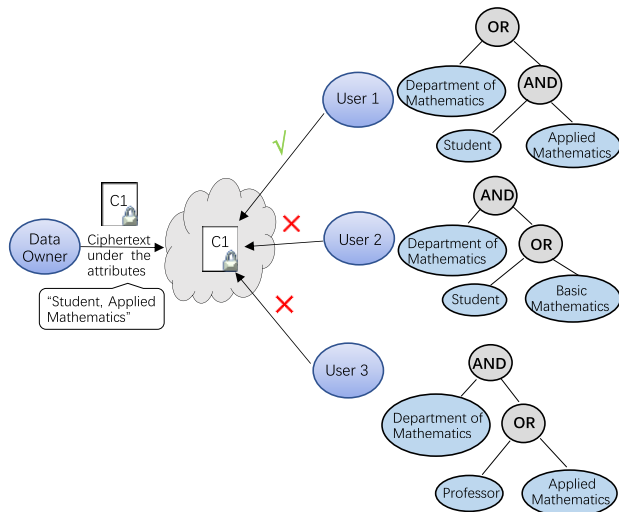 OR
Department of
Mathematics
AND
Student
Applied
Mathematics
User 1
√
C1
Data
Owner
Ciphertext
under the
attributes
"Student, Applied
Mathematics"
C1
User 2
AND
Department of
Mathematics
OR
Student
Basic
Mathematics
User 3
AND
Department of
Mathematics
OR
Professor
Applied
Mathematics